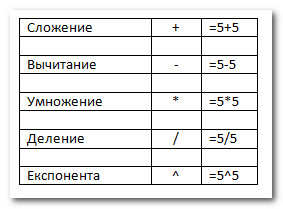 Сложение + =5+5
Вычитание - =5-5
Умножение * =5*5
Деление / =5/5
Експонента ^ =5^5